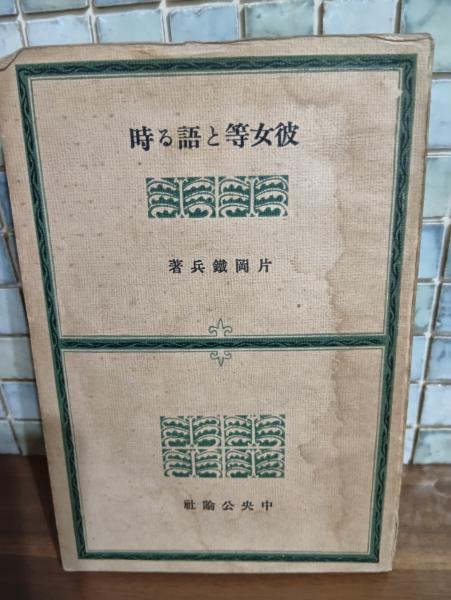 彼女等と語る時
片岡鐵兵著
中央公論社